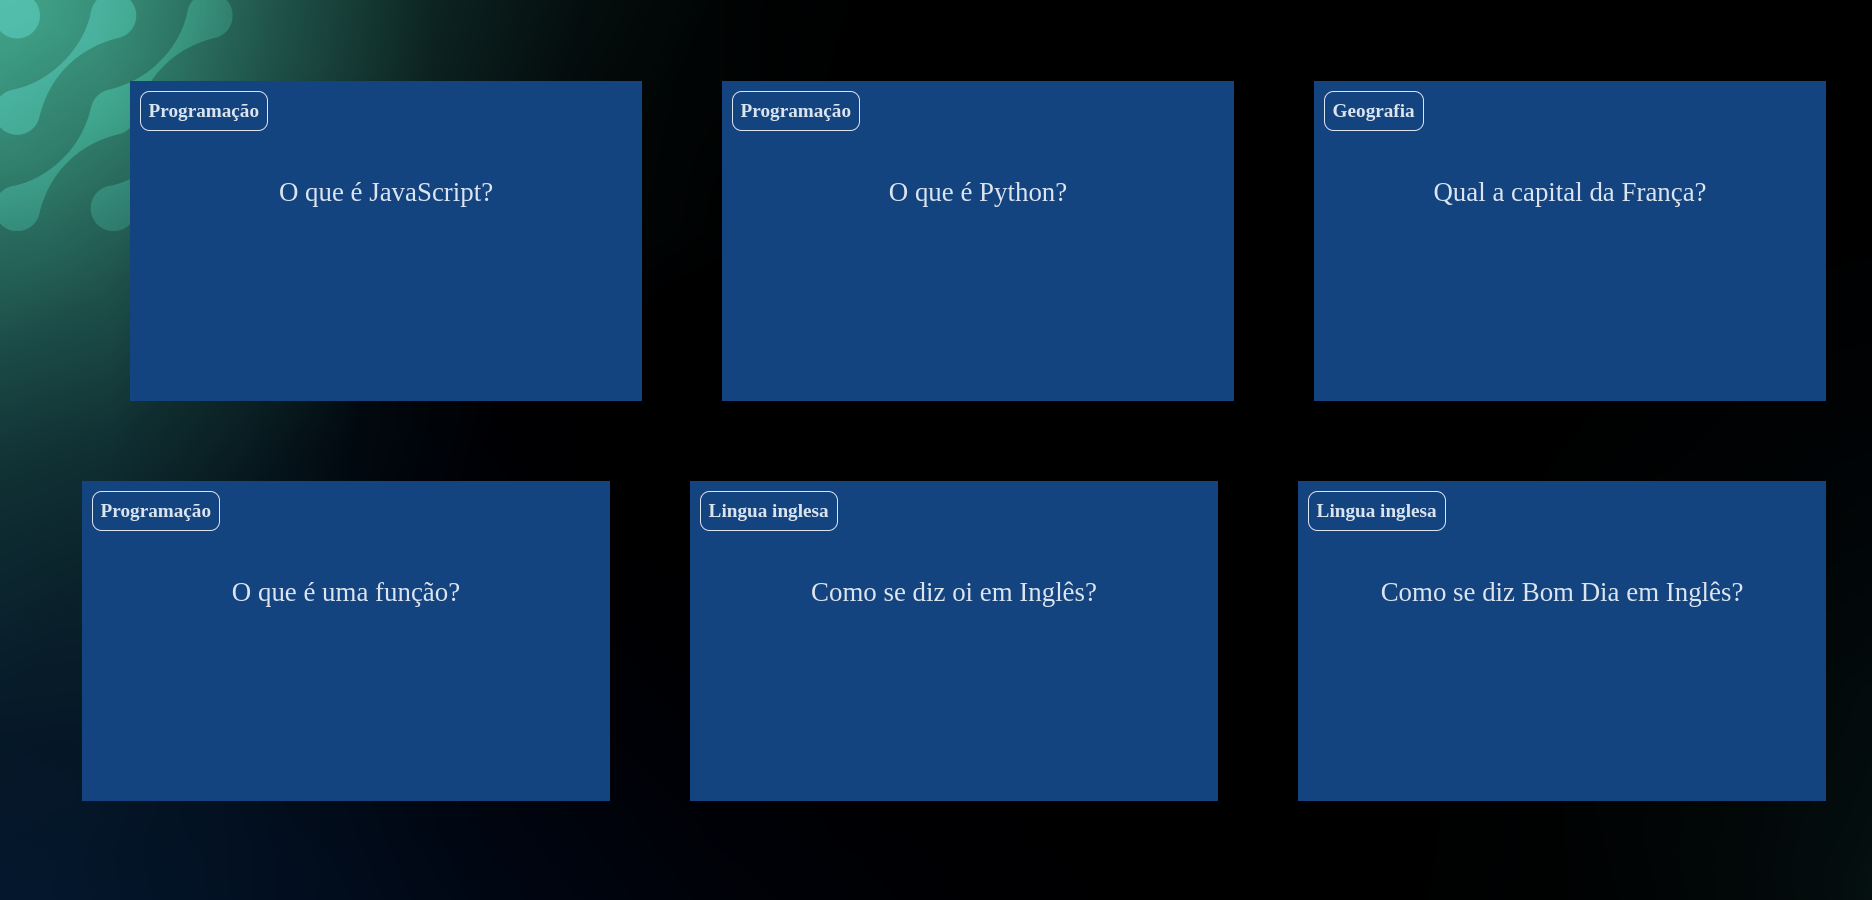 Programação
O que é JavaScript?
Programação
O que é Python?
Geografia
Qual a capital da França?
Programação
O que é uma função?
Lingua inglesa
Como se diz oi em Inglês?
Lingua inglesa
Como se diz Bom Dia em Inglês?